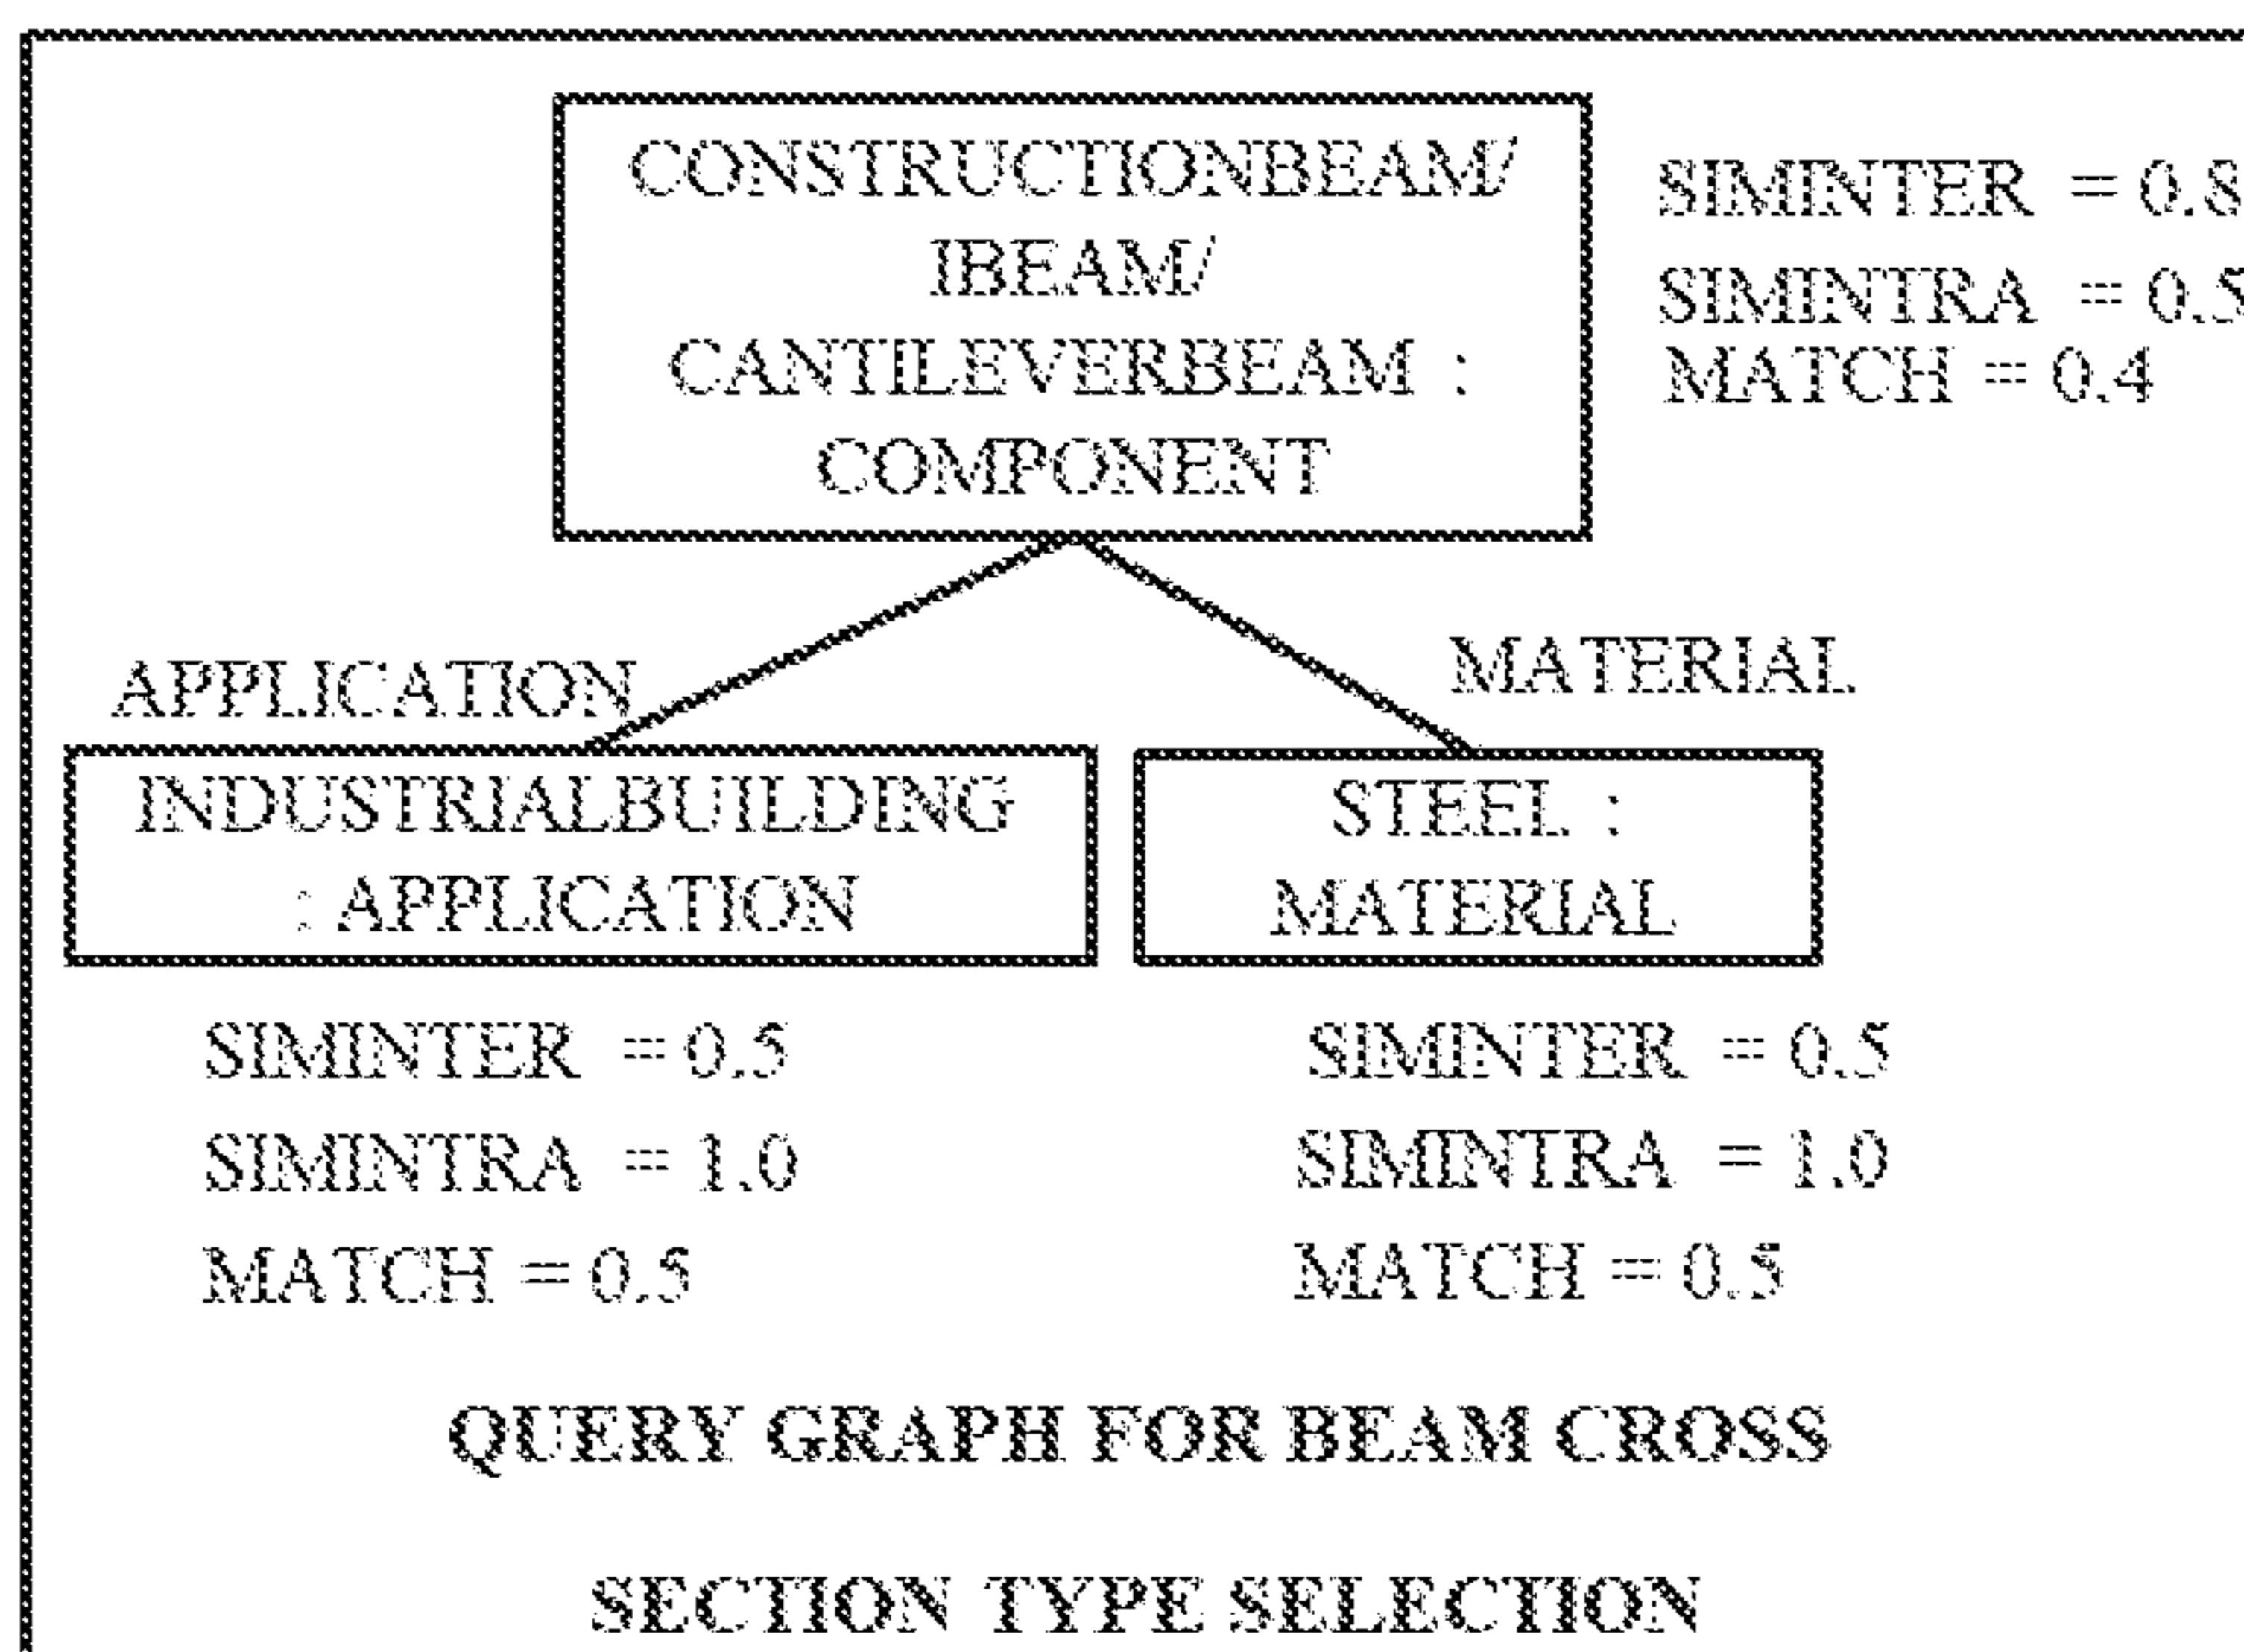 CONSTRUCTIONBEAM/
IBEAM/
CANTILEVERBEAM :
COMPONENT
SIMINTER = 0.8
SIMINTRA = 0.5
MATCH = 0.4
APPLICATION
MATERIAL
INDUSTRIALBUILDING
: APPLICATION
STEEL :
MATERIAL
SIMINTER = 0.5
SIMINTRA = 1.0
MATCH = 0.5
SIMINTER = 0.5
SIMINTRA = 1.0
MATCH = 0.5
QUERY GRAPH FOR BEAM CROSS
SECTION TYPE SELECTION